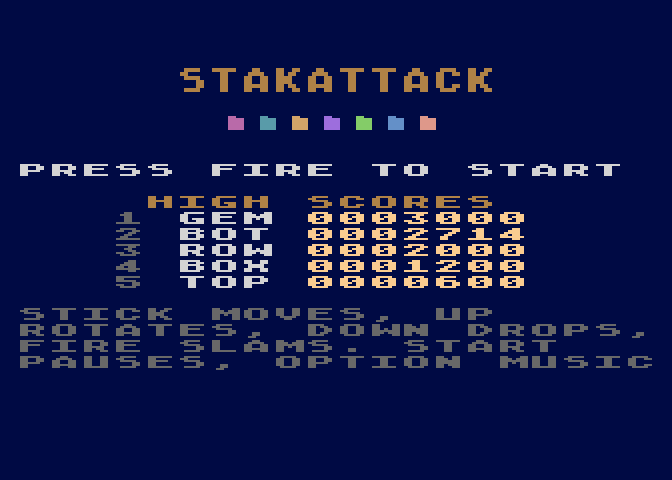 STAKATTACK
PRESS FIRE TO START
HIGH SCORES
1 GEM 0003000
2 BOT 0002714
3 ROW 0002000
4 BOX 0001200
5 TOP 0000600
STICK MOVES, UP
ROTATES, DOWN DROPS,
FIRE SLAMS. START
PAUSES, OPTION MUSIC